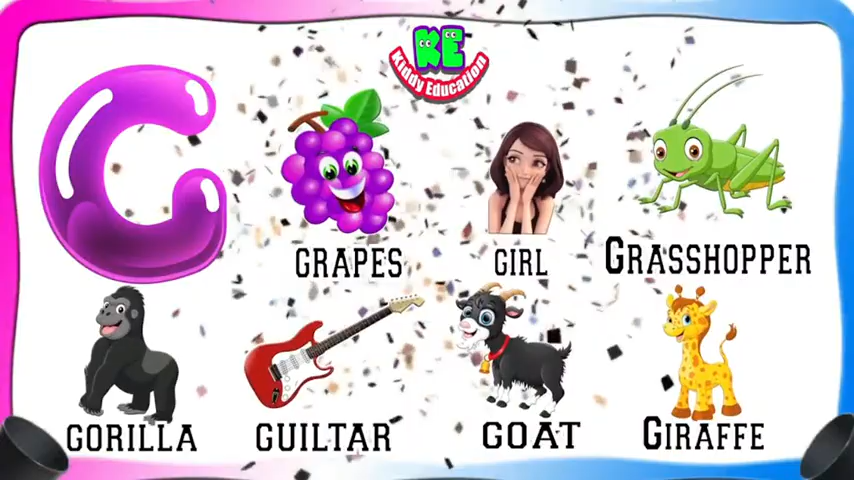 KE
Kiddy Education
G
GRAPES
GIRL
GRASSHOPPER
GORILLA
GUILTAR
GOAT
GIRAFFE